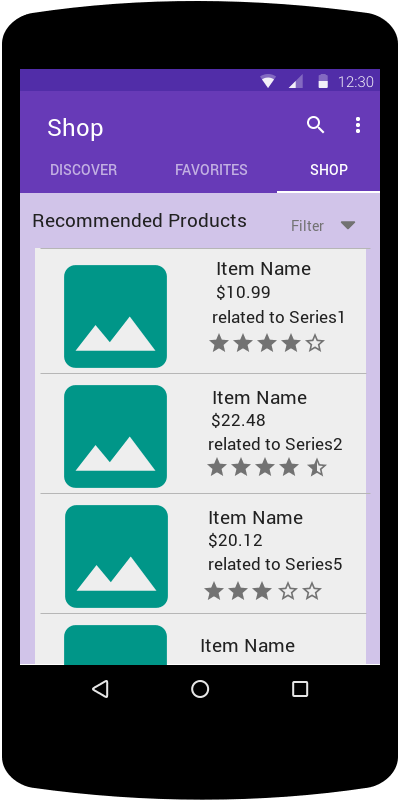 12:30
Shop
DISCOVER FAVORITES SHOP
Recommended Products
Filter
Item Name
$10.99
related to Series1
Item Name
$22.48
related to Series2
Item Name
$20.12
related to Series5
Item Name